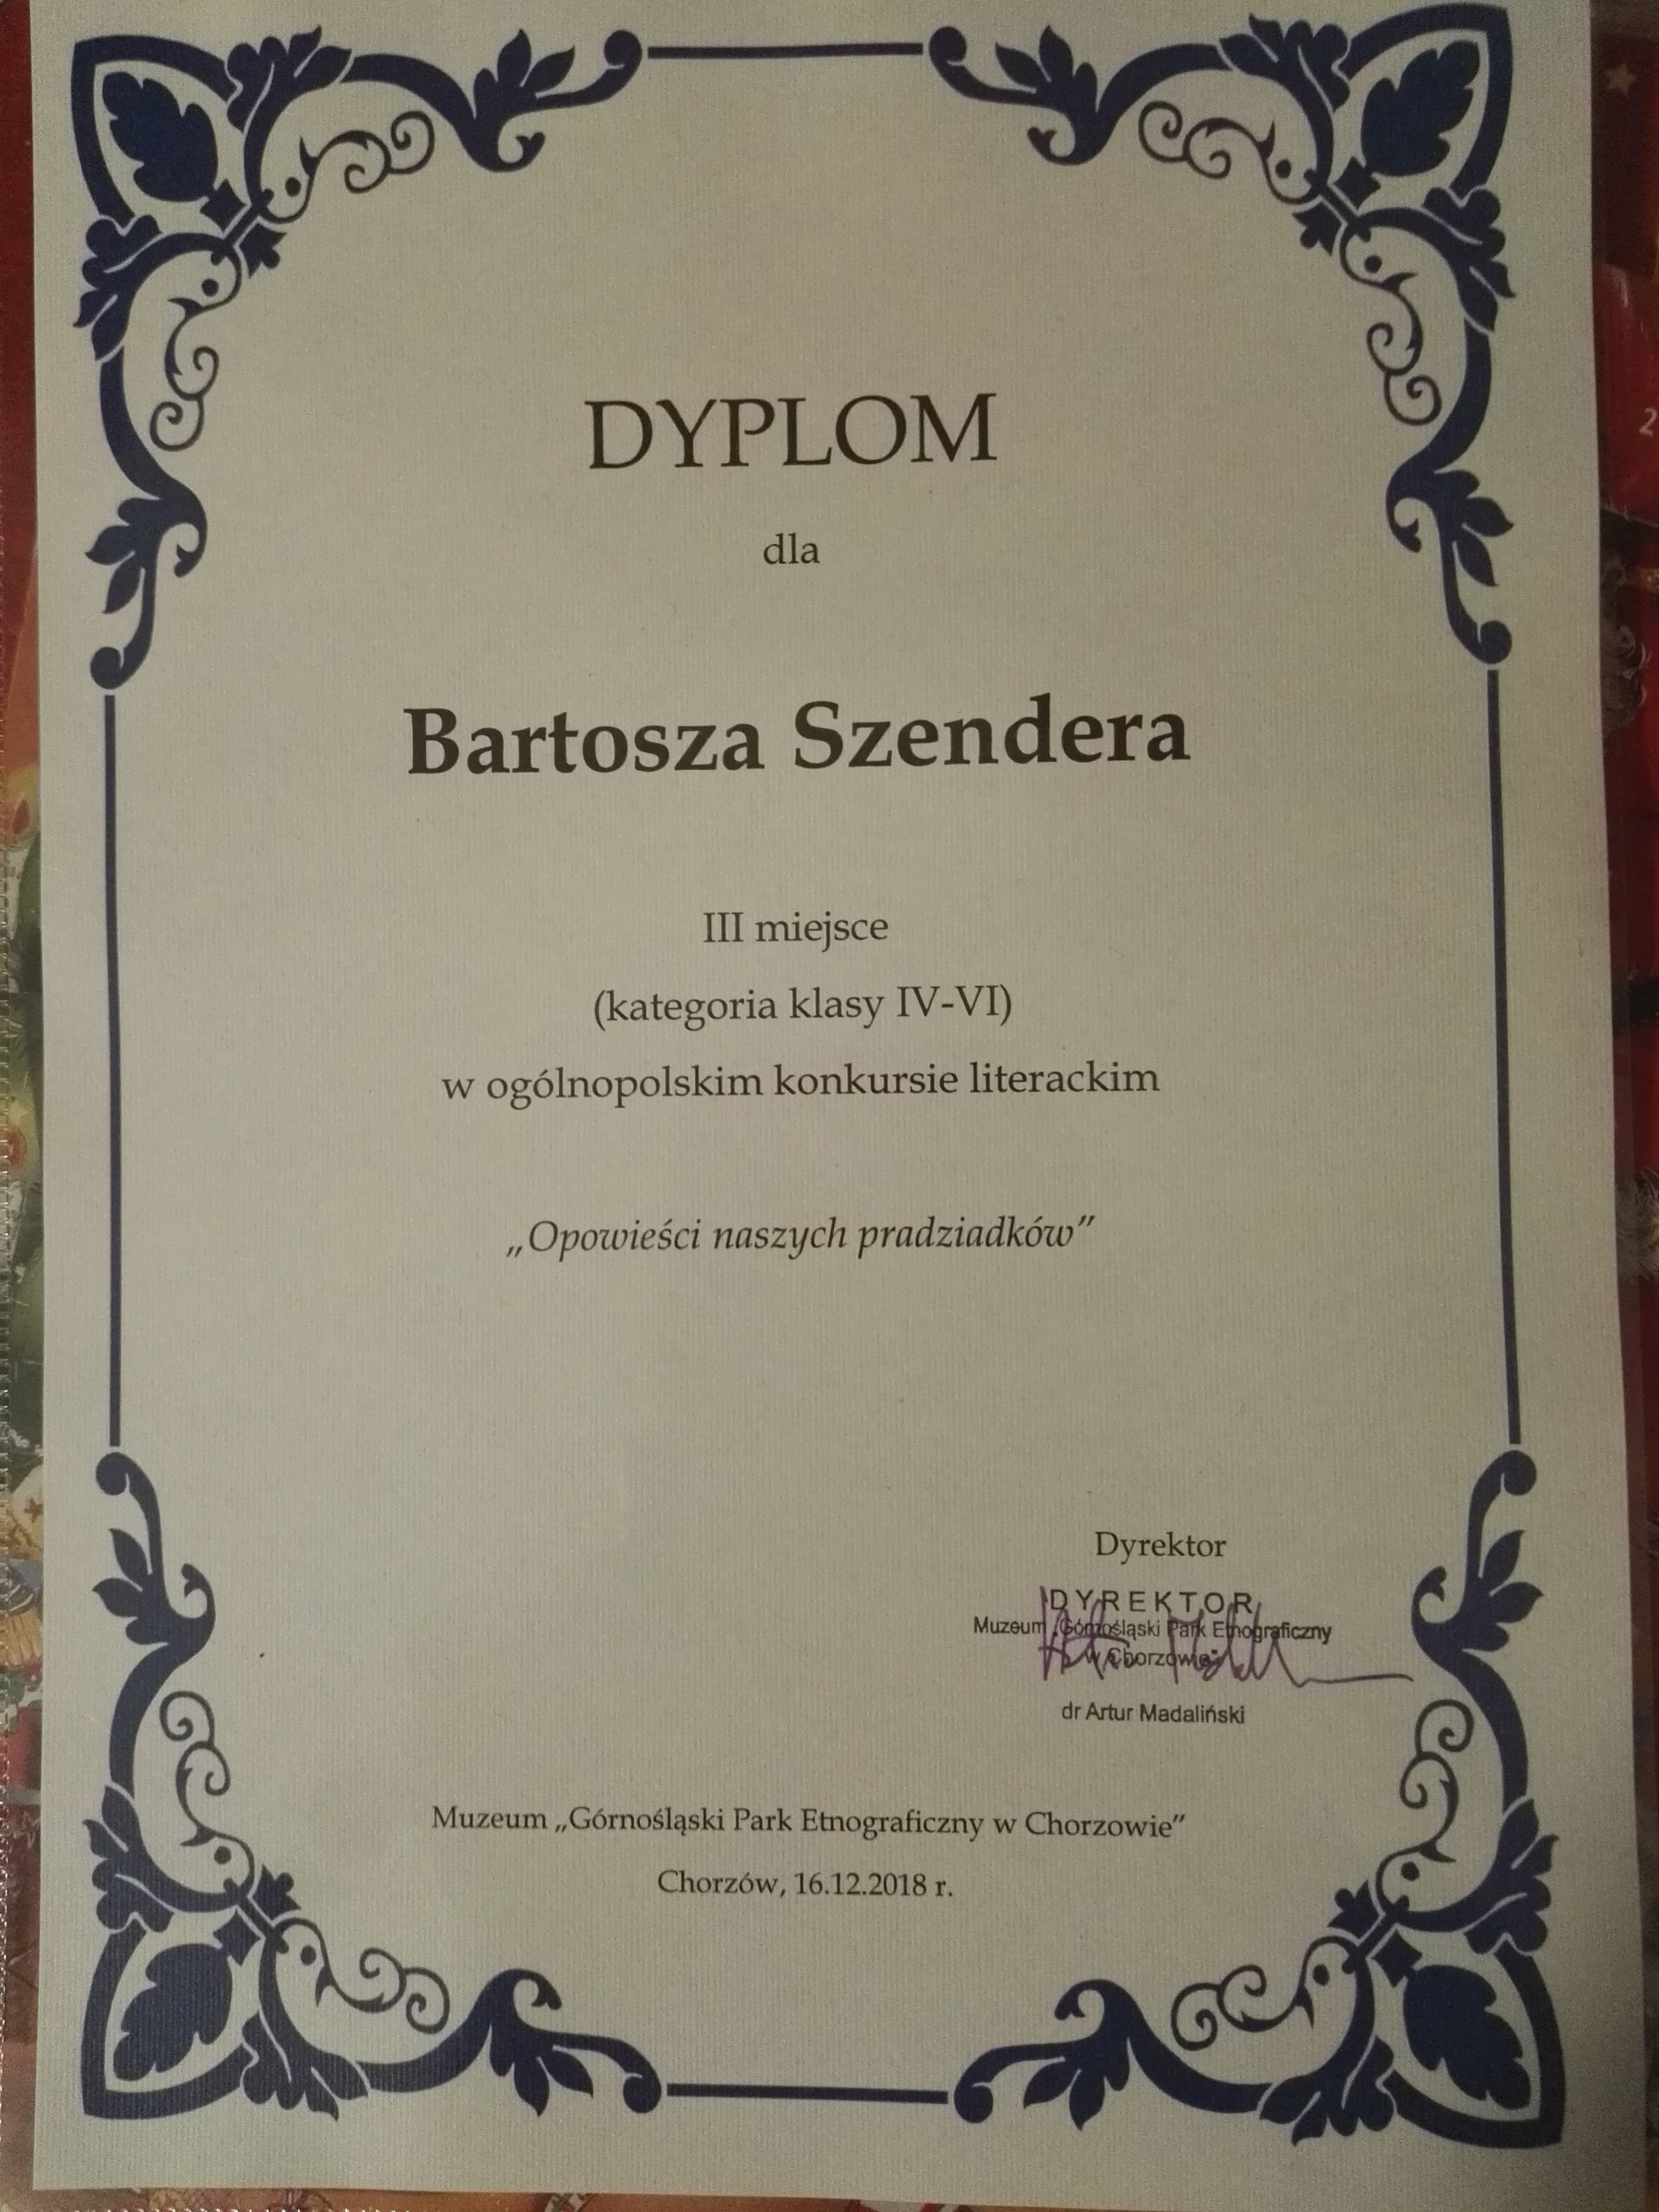 DYPLOM
dla
Bartosza Szendera
III miejsce
(kategoria klasy IV-VI)
w ogólnopolskim konkursie literackim
„Opowieści naszych pradziadków”
Dyrektor
DYREKTOR
Muzeum „Górnośląski Park Etnograficzny
w Chorzowie”
dr Artur Madaliński
Muzeum „Górnośląski Park Etnograficzny w Chorzowie”
Chorzów, 16.12.2018 r.
2